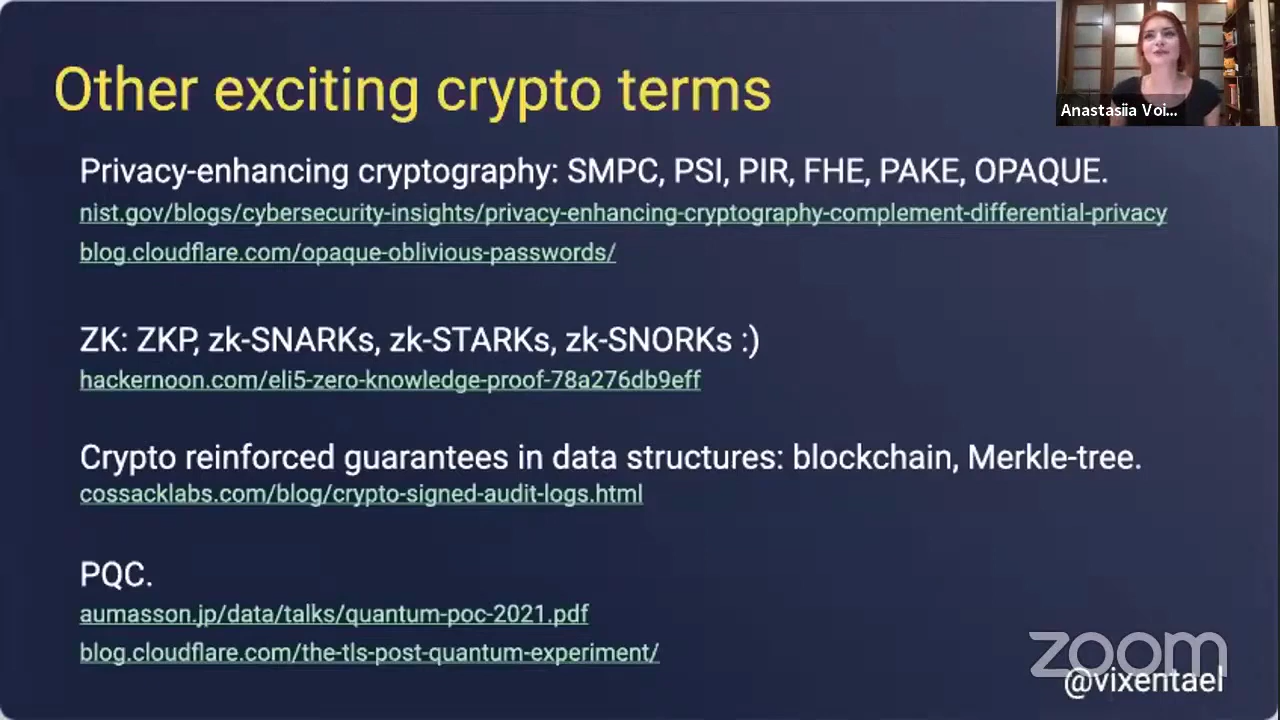 Other exciting crypto terms
Anastasiia Voi...
Privacy-enhancing cryptography: SMPC, PSI, PIR, FHE, PAKE, OPAQUE.
nist.gov/blogs/cybersecurity-insights/privacy-enhancing-cryptography-complement-differential-privacy
blog.cloudflare.com/opaque-oblivious-passwords/
ZK: ZKP, zk-SNARKs, zk-STARKs, zk-SNORKs :)
hackernoon.com/eli5-zero-knowledge-proof-78a276db9eff
Crypto reinforced guarantees in data structures: blockchain, Merkle-tree.
cossacklabs.com/blog/crypto-signed-audit-logs.html
PQC.
aumasson.jp/data/talks/quantum-poc-2021.pdf
blog.cloudflare.com/the-tls-post-quantum-experiment/
zoom
@vixentael